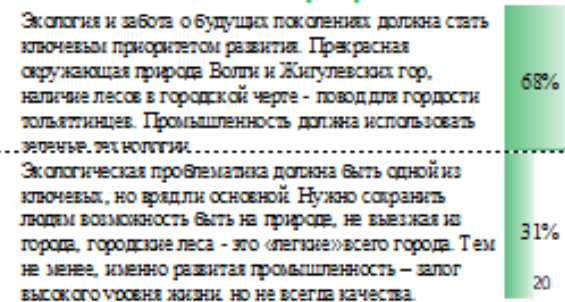 Экология и забота о будущих поколениях должна стать
ключевым приоритетом развития. Прекрасная
окружающая природа Волги и Жигулевских гор,
наличие лесов в городской черте - повод для гордости
тольяттинцев. Промышленность должна использовать
зеленые технологии
68%
Экологическая проблематика должна быть одной из
ключевых, но врядли основной. Нужно сохранить
людям возможность быть на природе, не выезжая из
города, городские леса - это «легкие» всего города. Тем
не менее, именно развитая промышленность – залог
высокого уровня жизни, но не всегда качества.
31%
20